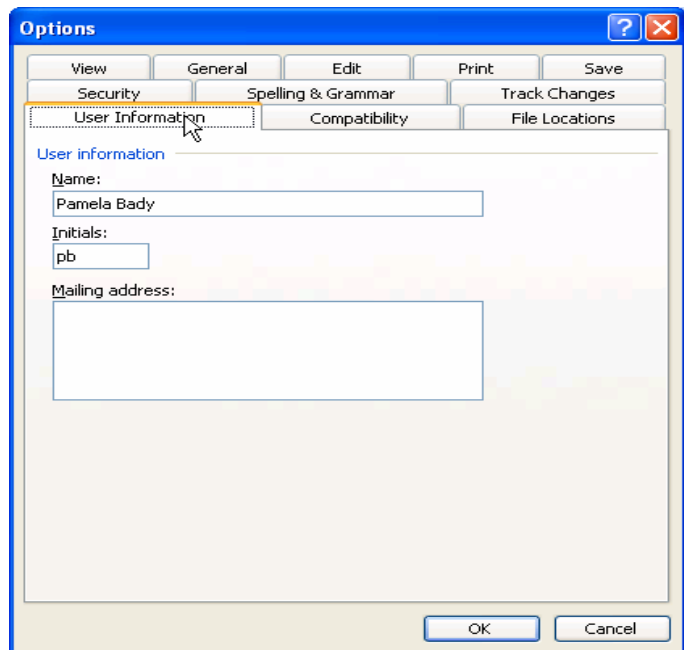 Options
View General Edit Print Save
Security Spelling & Grammar Track Changes
User Information Compatibility File Locations
User information
Name:
Pamela Bady
Initials:
pb
Mailing address:
OK Cancel